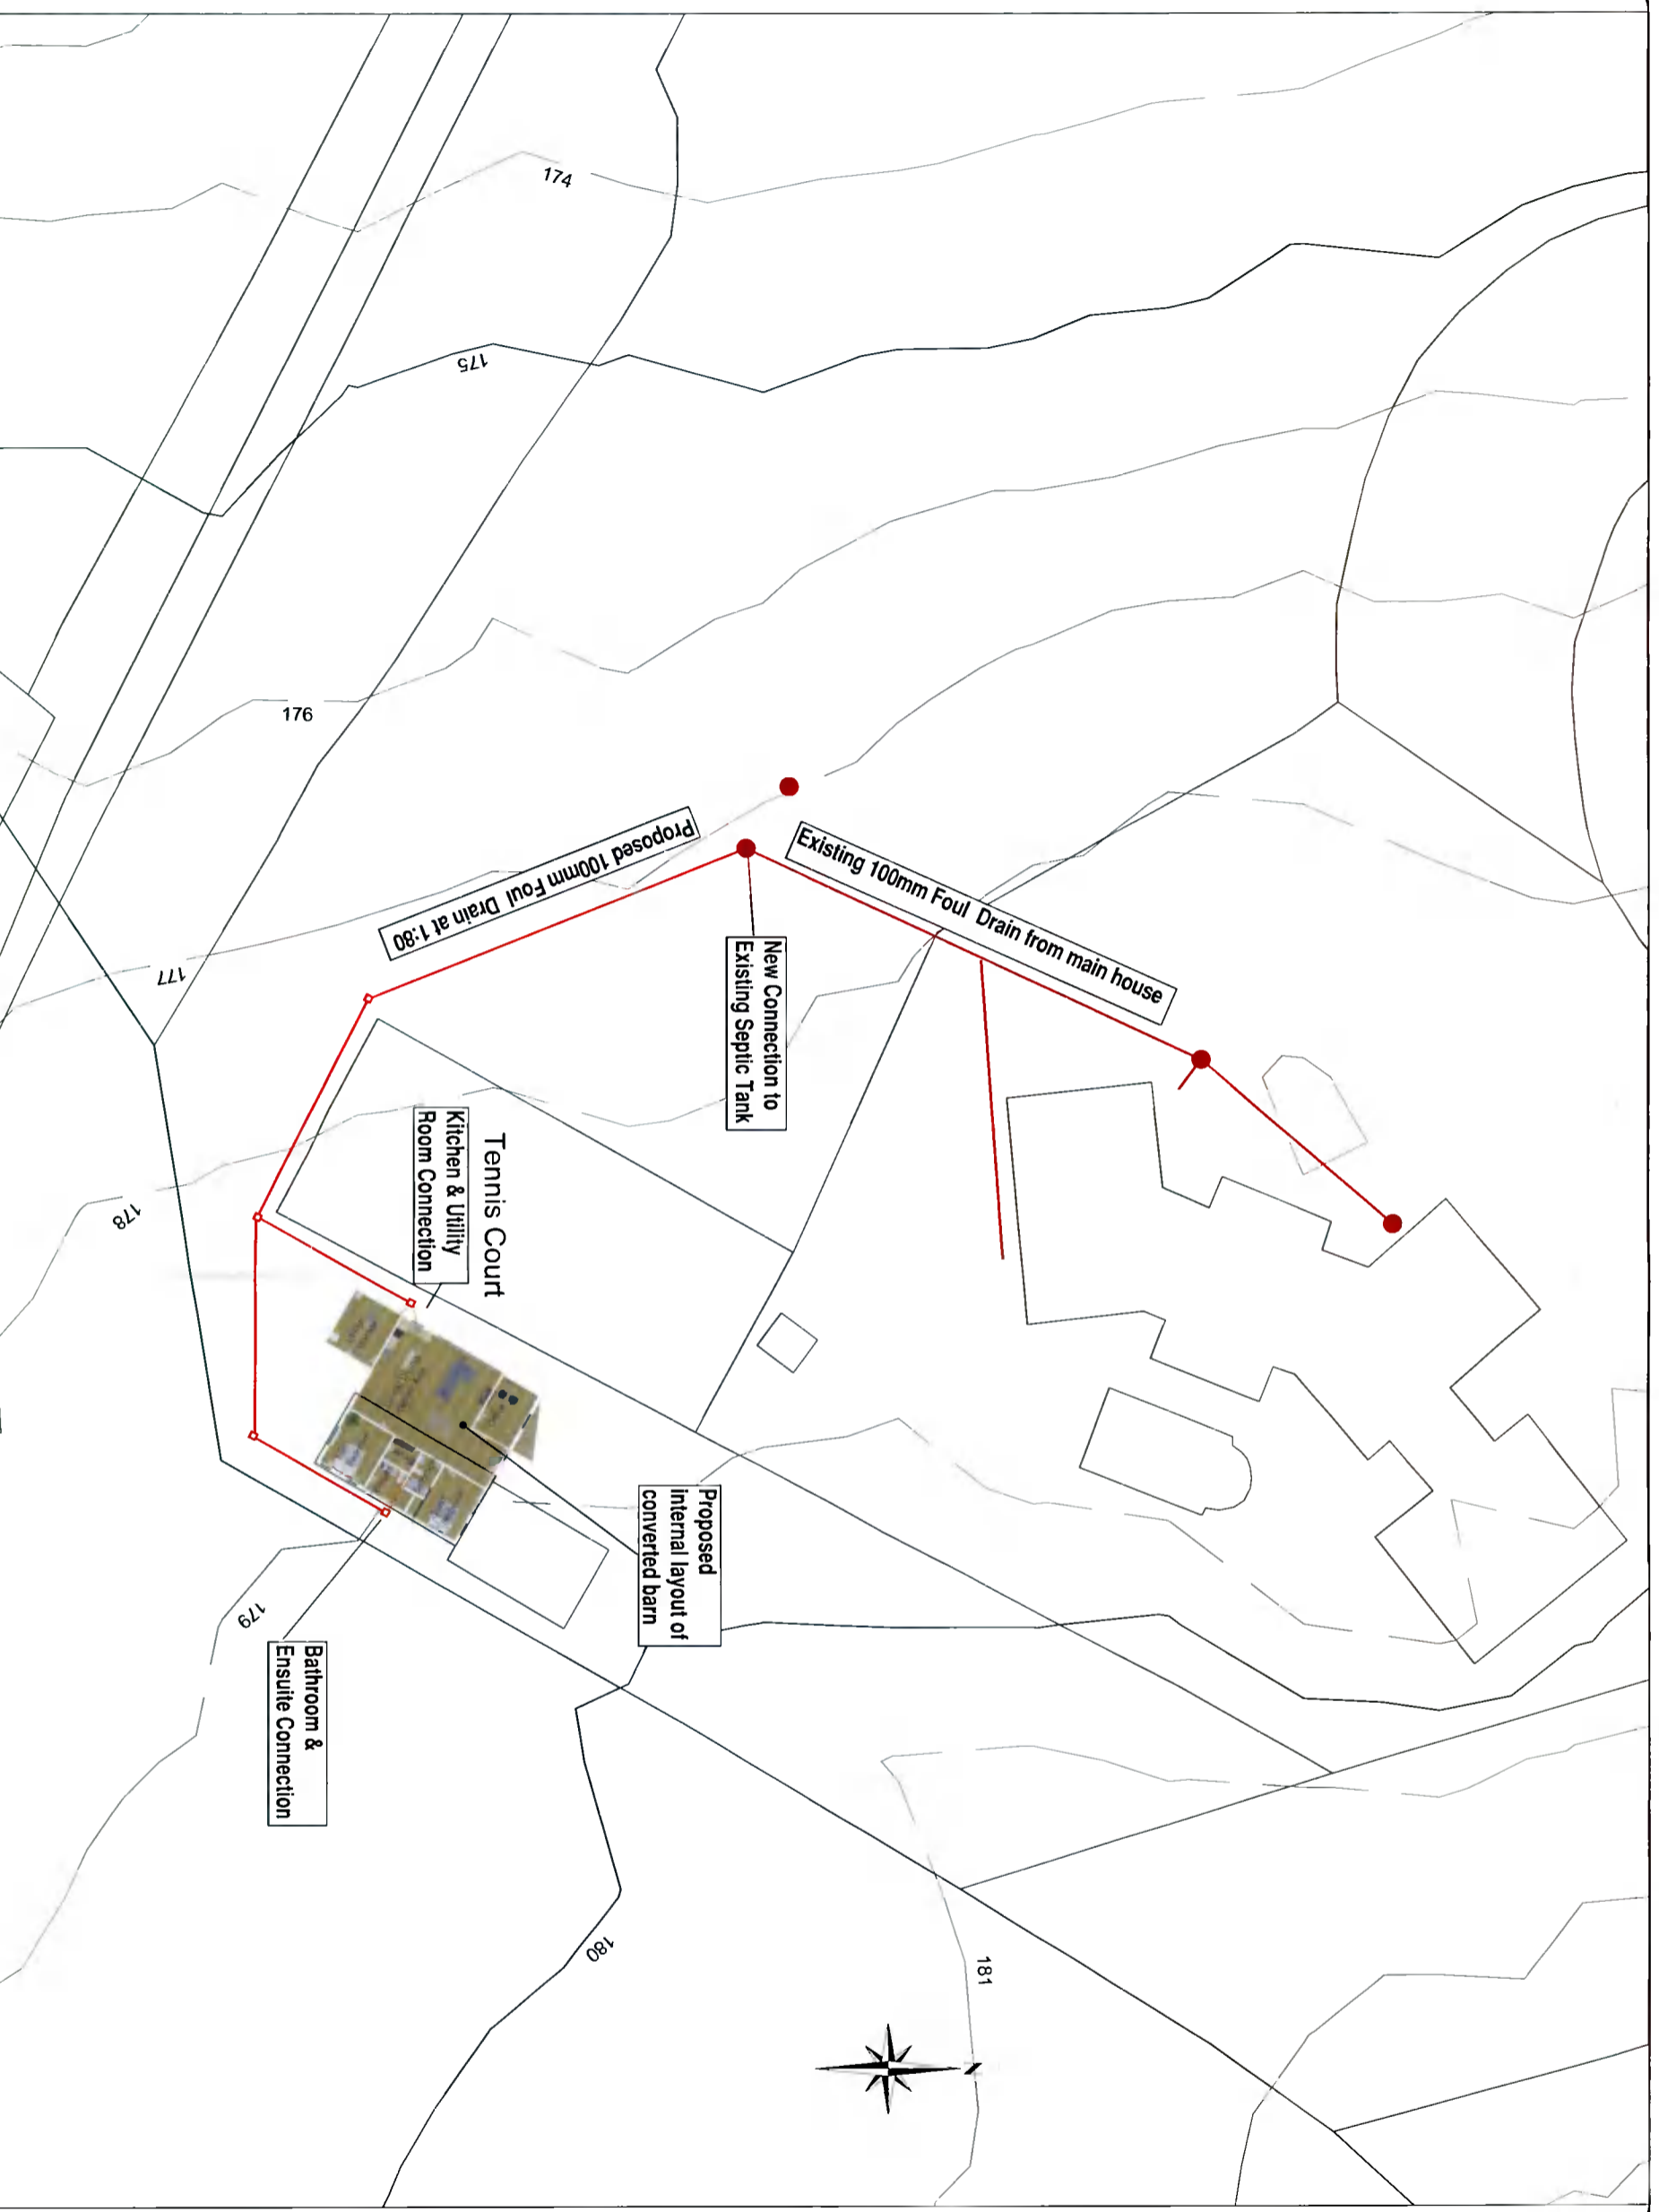 174
175
176
177
178
179
180
181
Existing 100mm Foul Drain from main house
Proposed 100mm Foul Drain at 1:80
New Connection to
Existing Septic Tank
Tennis Court
Kitchen & Utility
Room Connection
Proposed
internal layout of
converted barn
Bathroom &
Ensuite Connection